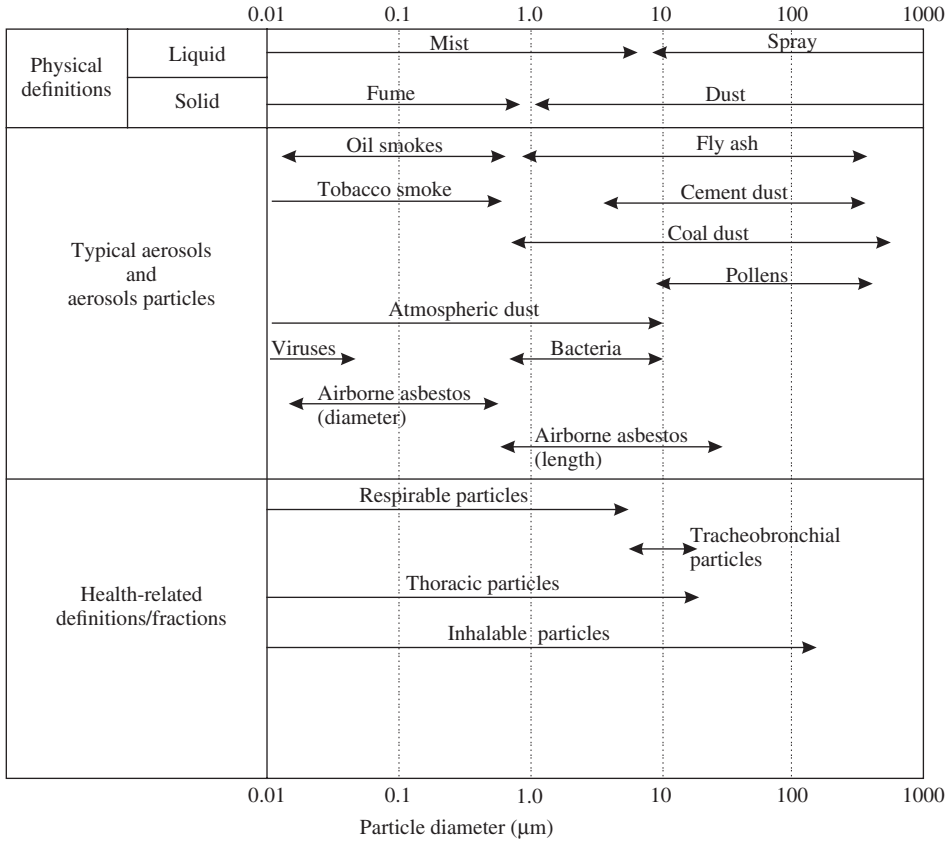 0.01 0.1 1.0 10 100 1000
Physical
definitions
Liquid
Mist
Spray
Solid
Fume
Dust
Typical aerosols
and
aerosols particles
Oil smokes
Fly ash
Tobacco smoke
Cement dust
Coal dust
Pollens
Atmospheric dust
Viruses
Bacteria
Airborne asbestos
(diameter)
Airborne asbestos
(length)
Health-related
definitions/fractions
Respirable particles
Tracheobronchial
particles
Thoracic particles
Inhalable particles
0.01 0.1 1.0 10 100 1000
Particle diameter (μm)